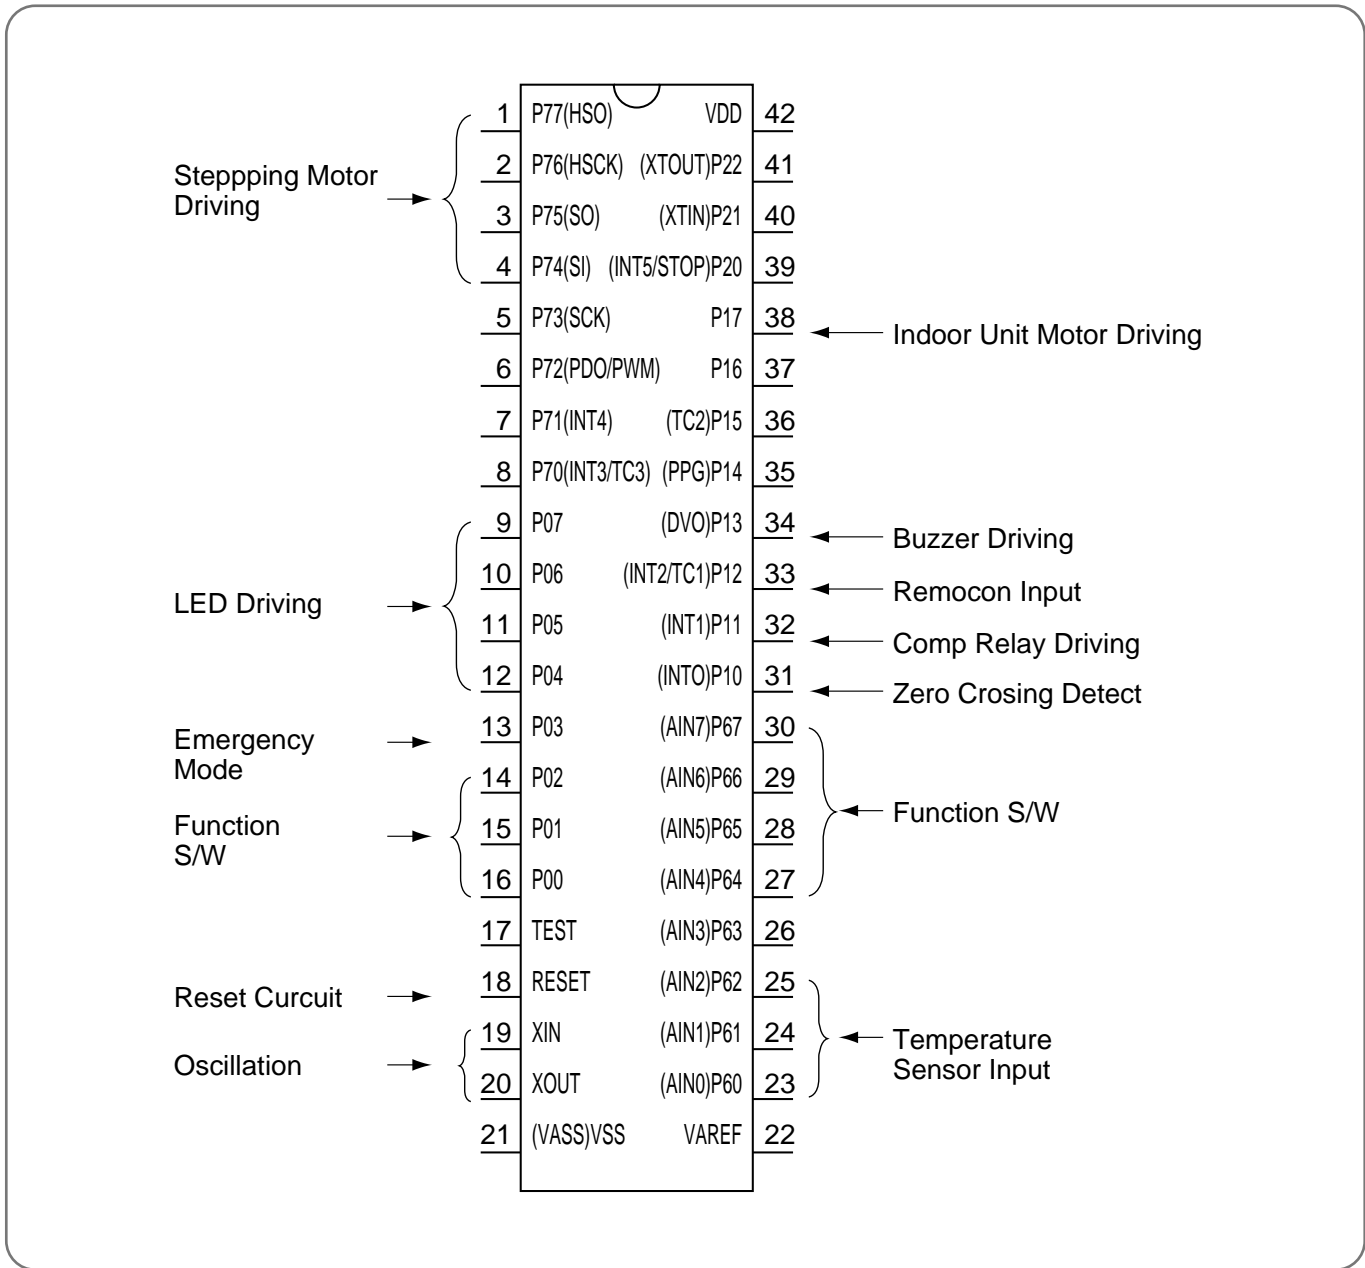 1 P77(HSO) VDD 42
2 P76(HSCK) (XTOUT)P22 41
Steppping Motor
Driving
3 P75(SO) (XTIN)P21 40
4 P74(SI) (INT5/STOP)P20 39
5 P73(SCK) P17 38
Indoor Unit Motor Driving
6 P72(PDO/PWM) P16 37
7 P71(INT4) (TC2)P15 36
8 P70(INT3/TC3) (PPG)P14 35
9 P07 (DVO)P13 34
Buzzer Driving
10 P06 (INT2/TC1)P12 33
Remocon Input
LED Driving
11 P05 (INT1)P11 32
Comp Relay Driving
12 P04 (INTO)P10 31
Zero Crosing Detect
13 P03 (AIN7)P67 30
Emergency
Mode
14 P02 (AIN6)P66 29
Function S/W
Function
S/W
15 P01 (AIN5)P65 28
16 P00 (AIN4)P64 27
17 TEST (AIN3)P63 26
18 RESET (AIN2)P62 25
Reset Curcuit
19 XIN (AIN1)P61 24
Temperature
Sensor Input
Oscillation
20 XOUT (AIN0)P60 23
21 (VASS)VSS VAREF 22